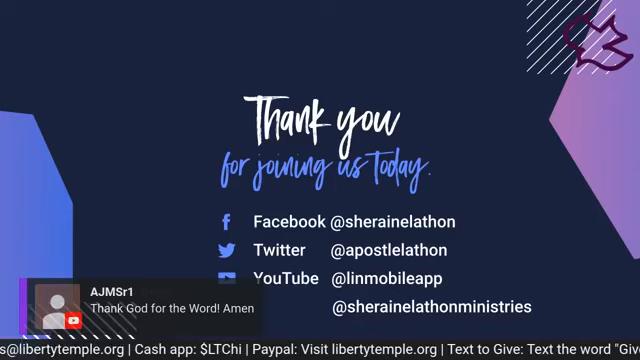 Thank you
for joining us today.
Facebook @sherainelathon
Twitter @apostlelathon
YouTube @linmobileapp
@sherainelathonministries
AJMSr1
Thank God for the Word! Amen
s@libertytemple.org | Cash app: $LTChi | Paypal: Visit libertytemple.org | Text to Give: Text the word "Give